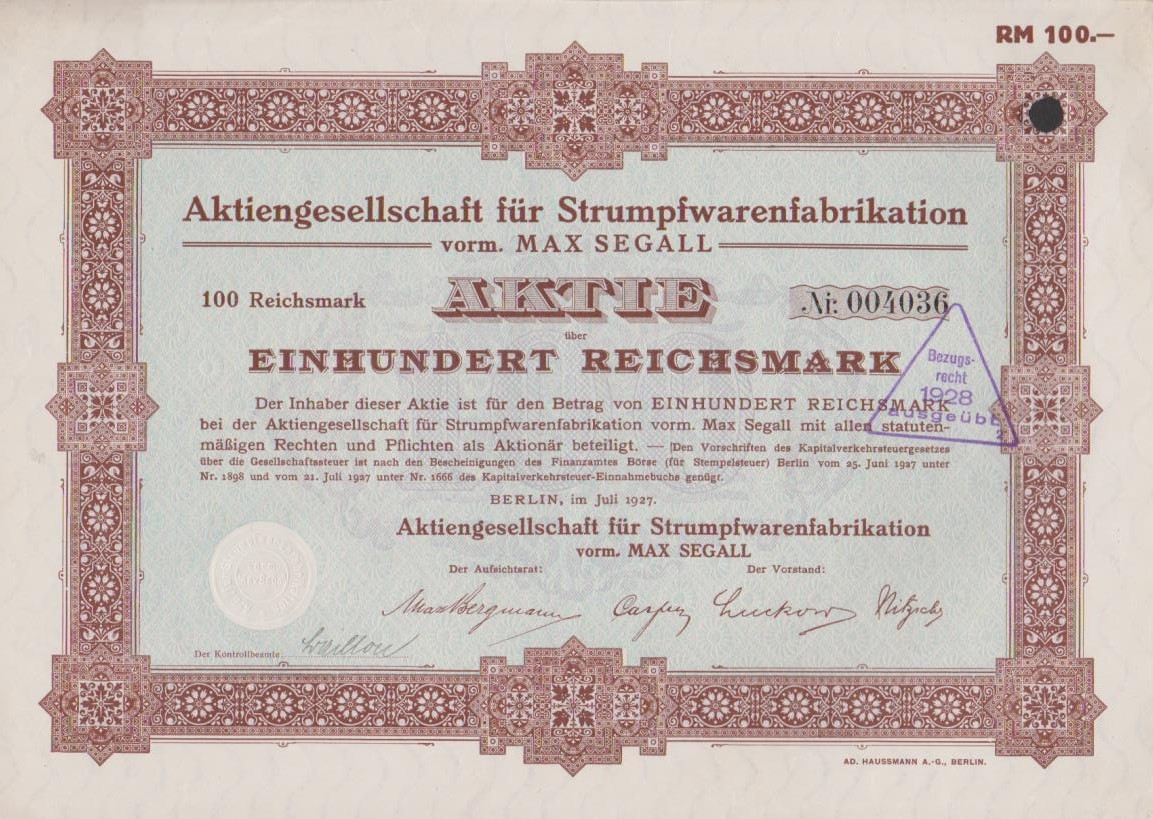 RM 100.—
Aktiengesellschaft für Strumpfwarenfabrikation
vorm. MAX SEGALL
100 Reichsmark
AKTIE
Nr. 004036
über
EINHUNDERT REICHSMARK
Bezugs-
recht
1928
ausgeübt
Der Inhaber dieser Aktie ist für den Betrag von EINHUNDERT REICHSMARK
bei der Aktiengesellschaft für Strumpfwarenfabrikation vorm. Max Segall mit allen statuten-
mäßigen Rechten und Pflichten als Aktionär beteiligt. — [Den Vorschriften des Kapitalverkehrsteuergesetzes
über die Gesellschaftssteuer ist nach den Bescheinigungen des Finanzamtes Börse (für Stempelsteuer) Berlin vom 25. Juni 1927 unter
Nr. 1898 und vom 21. Juli 1927 unter Nr. 1666 des Kapitalverkehrsteuer-Einnahmebuchs genügt.
BERLIN, im Juli 1927.
Aktiengesellschaft für Strumpfwarenfabrikation
vorm. MAX SEGALL
Der Aufsichtsrat:
Der Vorstand:
Max Bergmann
Luckow
Der Kontrollbeamte:
AD. HAUSSMANN A.-G., BERLIN.